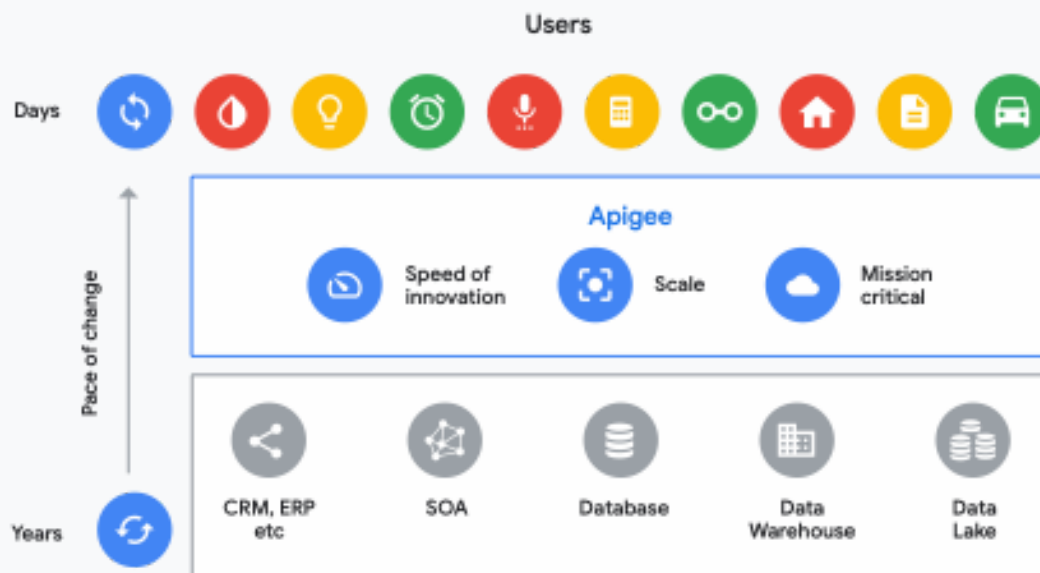 Users
Days
Apigee
Speed of
innovation
Scale
Mission
critical
Pace of change
CRM, ERP
etc
SOA
Database
Data
Warehouse
Data
Lake
Years